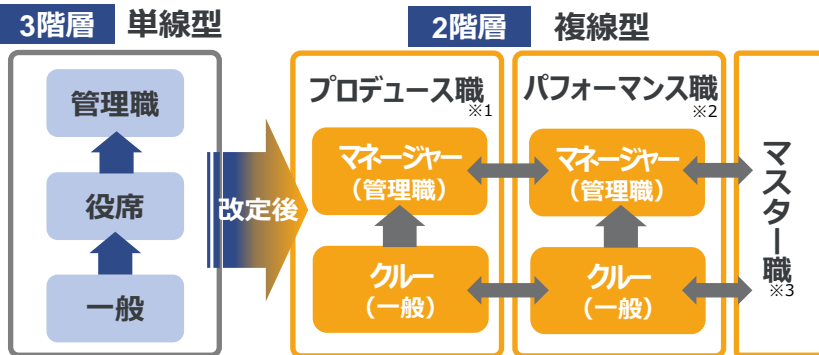 3階層 単線型
管理職
役席
一般
改定後
2階層 複線型
プロデュース職
※1
マネージャー
（管理職）
クルー
（一般）
パフォーマンス職
※2
マネージャー
（管理職）
クルー
（一般）
マスター職
※3